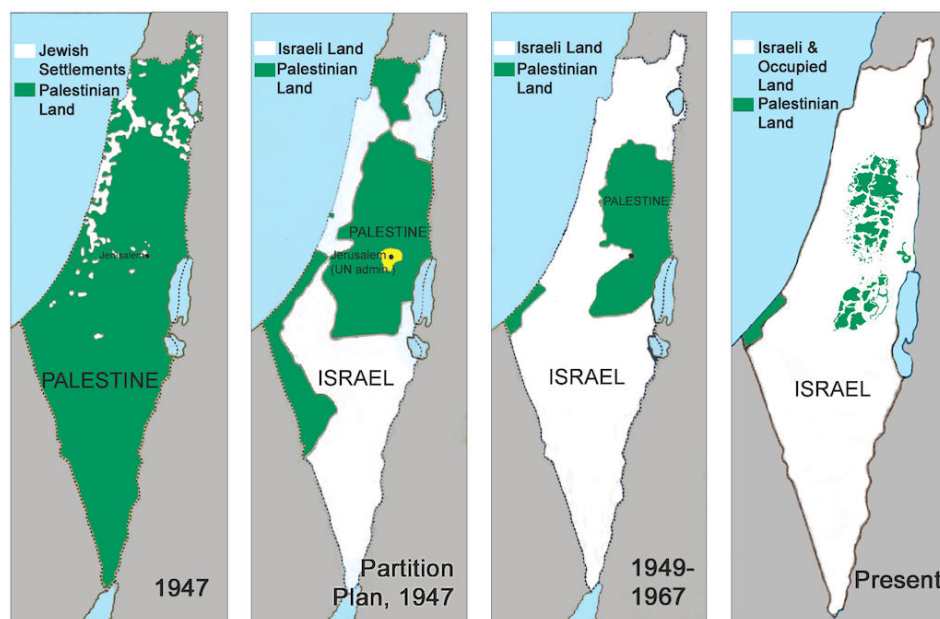 Jewish
Settlements
Palestinian
Land
Jerusalem
PALESTINE
1947
Israeli Land
Palestinian
Land
PALESTINE
Jerusalem
(UN admin.)
ISRAEL
Partition
Plan, 1947
Israeli Land
Palestinian
Land
PALESTINE
ISRAEL
1949-
1967
Israeli &
Occupied
Land
Palestinian
Land
ISRAEL
Present